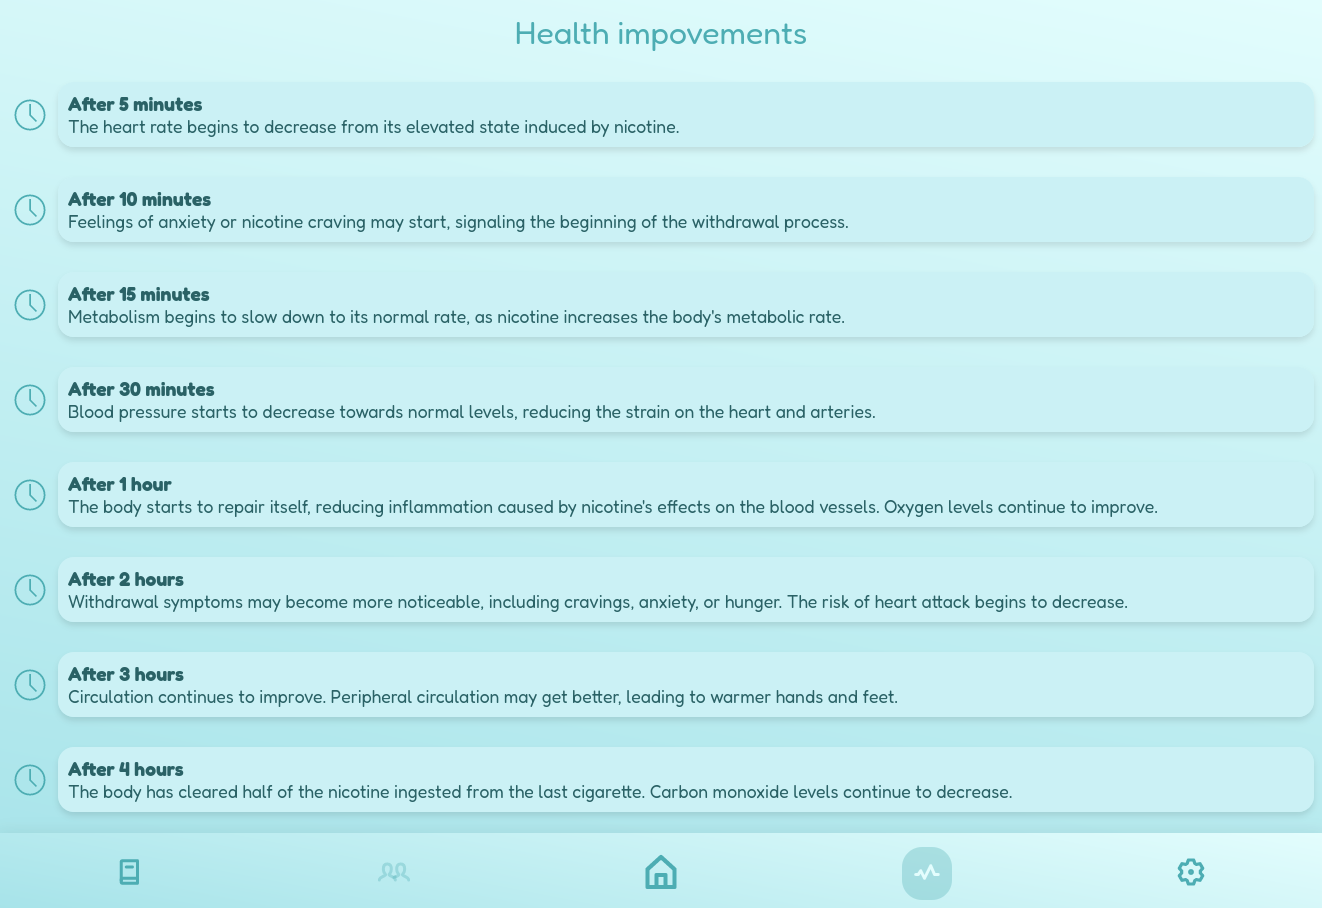 Health impovements
After 5 minutes
The heart rate begins to decrease from its elevated state induced by nicotine.
After 10 minutes
Feelings of anxiety or nicotine craving may start, signaling the beginning of the withdrawal process.
After 15 minutes
Metabolism begins to slow down to its normal rate, as nicotine increases the body's metabolic rate.
After 30 minutes
Blood pressure starts to decrease towards normal levels, reducing the strain on the heart and arteries.
After 1 hour
The body starts to repair itself, reducing inflammation caused by nicotine's effects on the blood vessels. Oxygen levels continue to improve.
After 2 hours
Withdrawal symptoms may become more noticeable, including cravings, anxiety, or hunger. The risk of heart attack begins to decrease.
After 3 hours
Circulation continues to improve. Peripheral circulation may get better, leading to warmer hands and feet.
After 4 hours
The body has cleared half of the nicotine ingested from the last cigarette. Carbon monoxide levels continue to decrease.